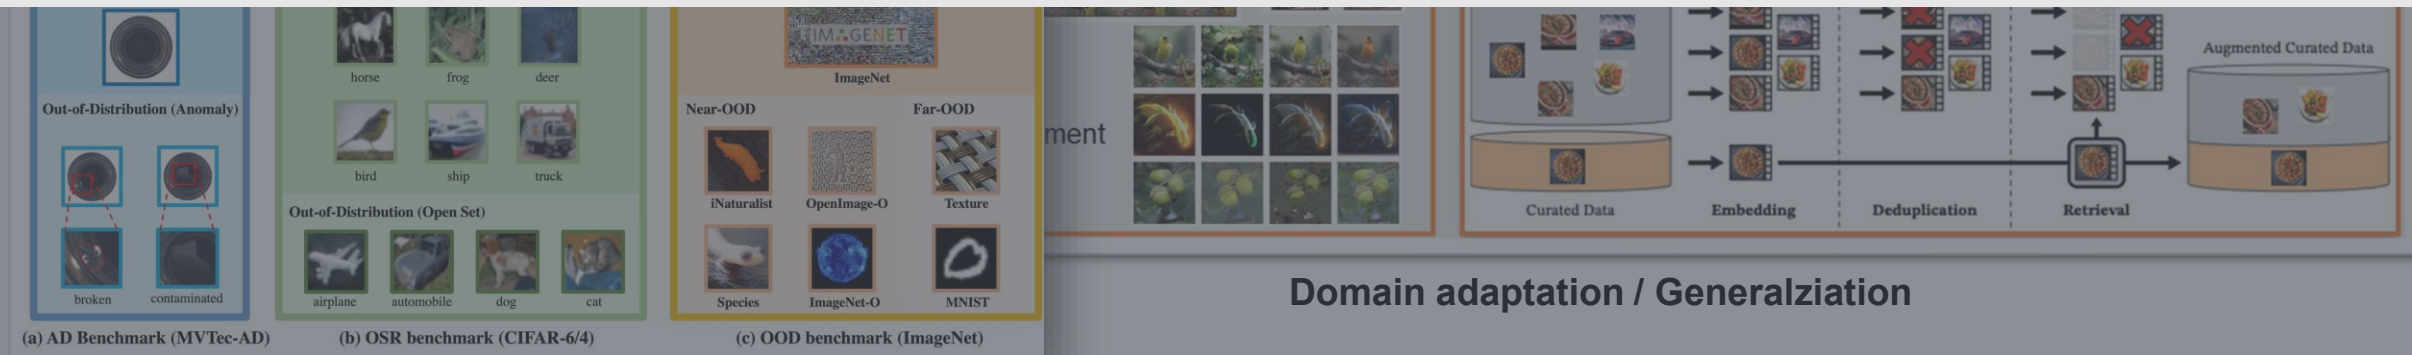 Out-of-Distribution (Anomaly)
broken
contaminated
(a) AD Benchmark (MVTec-AD)
horse
frog
deer
bird
ship
truck
Out-of-Distribution (Open Set)
airplane
automobile
dog
cat
(b) OSR benchmark (CIFAR-6/4)
IMAGENET
ImageNet
Near-OOD
Far-OOD
iNaturalist
OpenImage-O
Texture
Species
ImageNet-O
MNIST
(c) OOD benchmark (ImageNet)
ment
Augmented Curated Data
Curated Data
Embedding
Deduplication
Retrieval
Domain adaptation / Generalziation